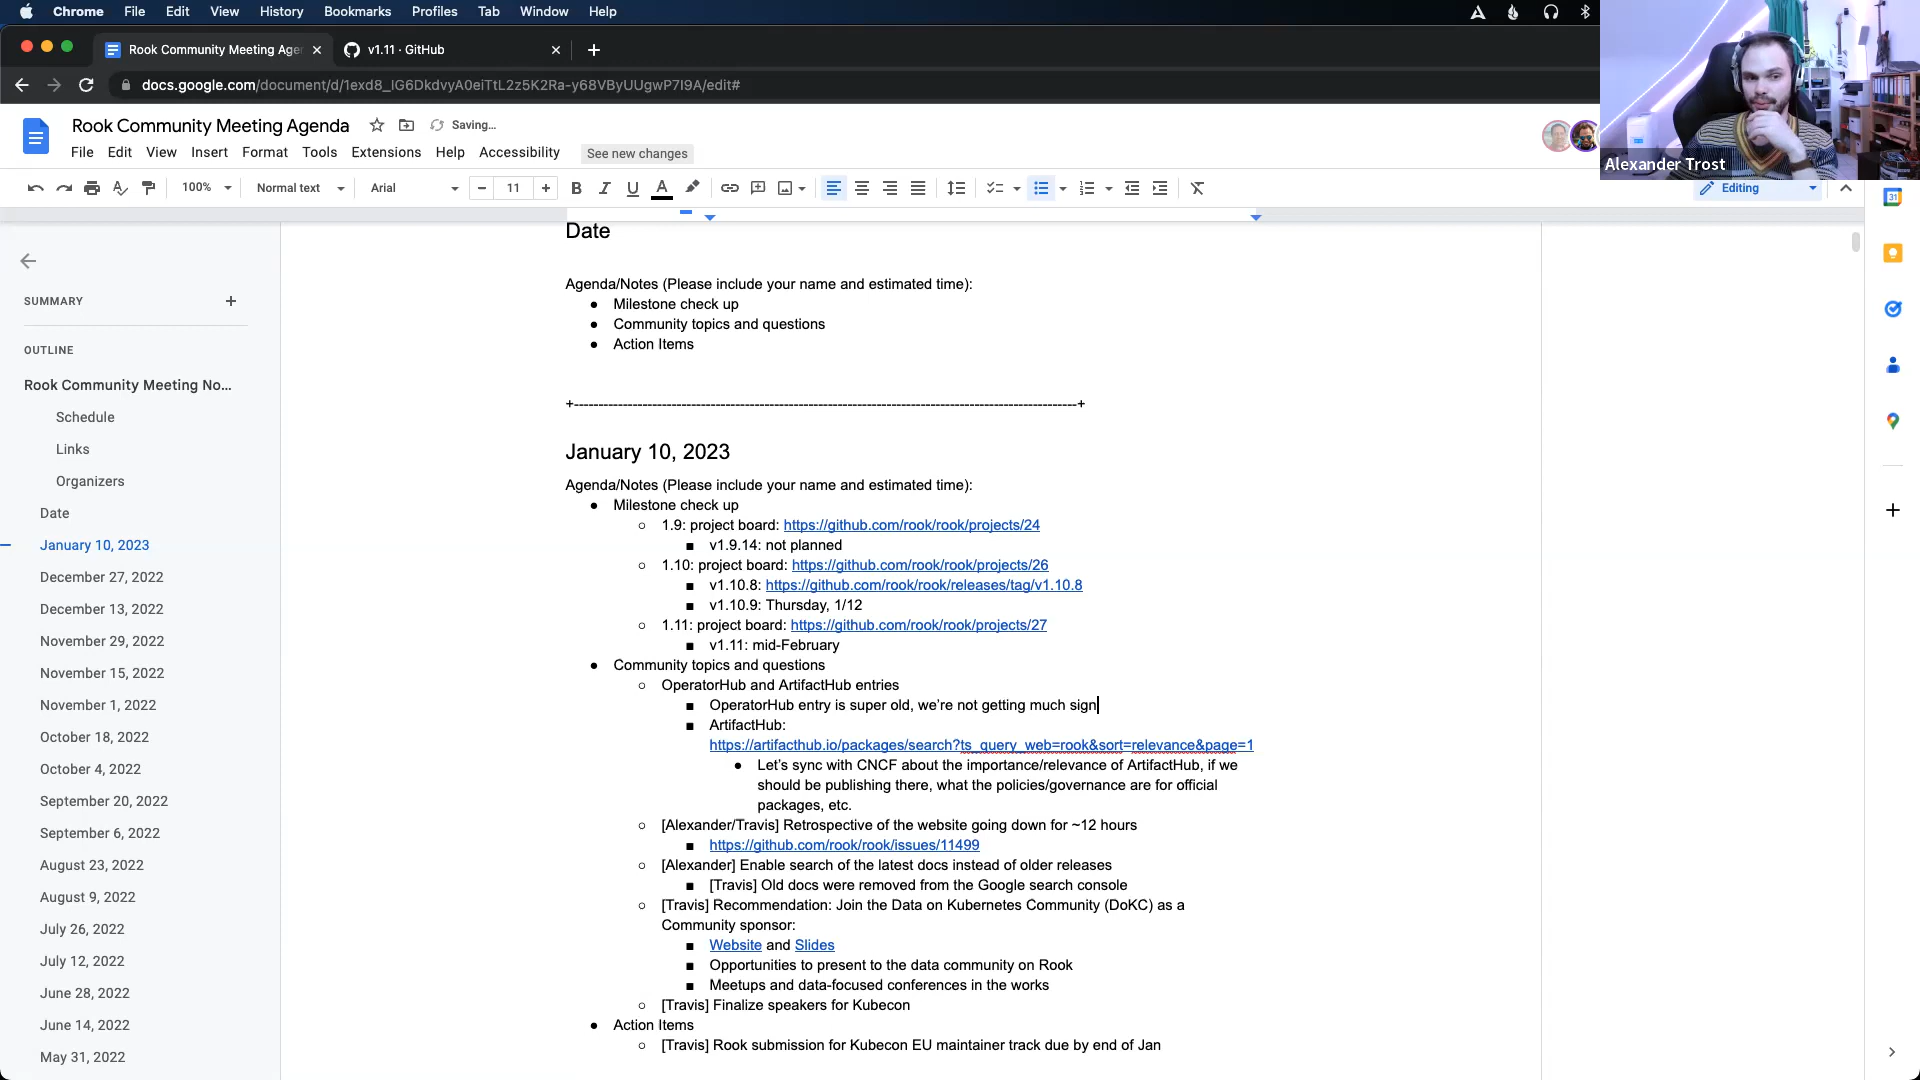 Chrome File Edit View History Bookmarks Profiles Tab Window Help
Rook Community Meeting Ager
v1.11 · GitHub
docs.google.com/document/d/1exd8_IG6DkdvyA0eiTtL2z5K2Ra-y68VByUUgwP7I9A/edit#
Rook Community Meeting Agenda
Saving...
File Edit View Insert Format Tools Extensions Help Accessibility
See new changes
Alexander Trost
100% Normal text Arial 11 Editing
SUMMARY
OUTLINE
Rook Community Meeting No...
Schedule
Links
Organizers
Date
January 10, 2023
December 27, 2022
December 13, 2022
November 29, 2022
November 15, 2022
November 1, 2022
October 18, 2022
October 4, 2022
September 20, 2022
September 6, 2022
August 23, 2022
August 9, 2022
July 26, 2022
July 12, 2022
June 28, 2022
June 14, 2022
May 31, 2022
Date
Agenda/Notes (Please include your name and estimated time):
● Milestone check up
● Community topics and questions
● Action Items
+-----------------------------------------------------------------------------------------------------+
January 10, 2023
Agenda/Notes (Please include your name and estimated time):
● Milestone check up
○ 1.9: project board: https://github.com/rook/rook/projects/24
■ v1.9.14: not planned
○ 1.10: project board: https://github.com/rook/rook/projects/26
■ v1.10.8: https://github.com/rook/rook/releases/tag/v1.10.8
■ v1.10.9: Thursday, 1/12
○ 1.11: project board: https://github.com/rook/rook/projects/27
■ v1.11: mid-February
● Community topics and questions
○ OperatorHub and ArtifactHub entries
■ OperatorHub entry is super old, we're not getting much sign
■ ArtifactHub:
https://artifacthub.io/packages/search?ts_query_web=rook&sort=relevance&page=1
● Let's sync with CNCF about the importance/relevance of ArtifactHub, if we
should be publishing there, what the policies/governance are for official
packages, etc.
○ [Alexander/Travis] Retrospective of the website going down for ~12 hours
■ https://github.com/rook/rook/issues/11499
○ [Alexander] Enable search of the latest docs instead of older releases
■ [Travis] Old docs were removed from the Google search console
○ [Travis] Recommendation: Join the Data on Kubernetes Community (DoKC) as a
Community sponsor:
■ Website and Slides
■ Opportunities to present to the data community on Rook
■ Meetups and data-focused conferences in the works
○ [Travis] Finalize speakers for Kubecon
● Action Items
○ [Travis] Rook submission for Kubecon EU maintainer track due by end of Jan
31